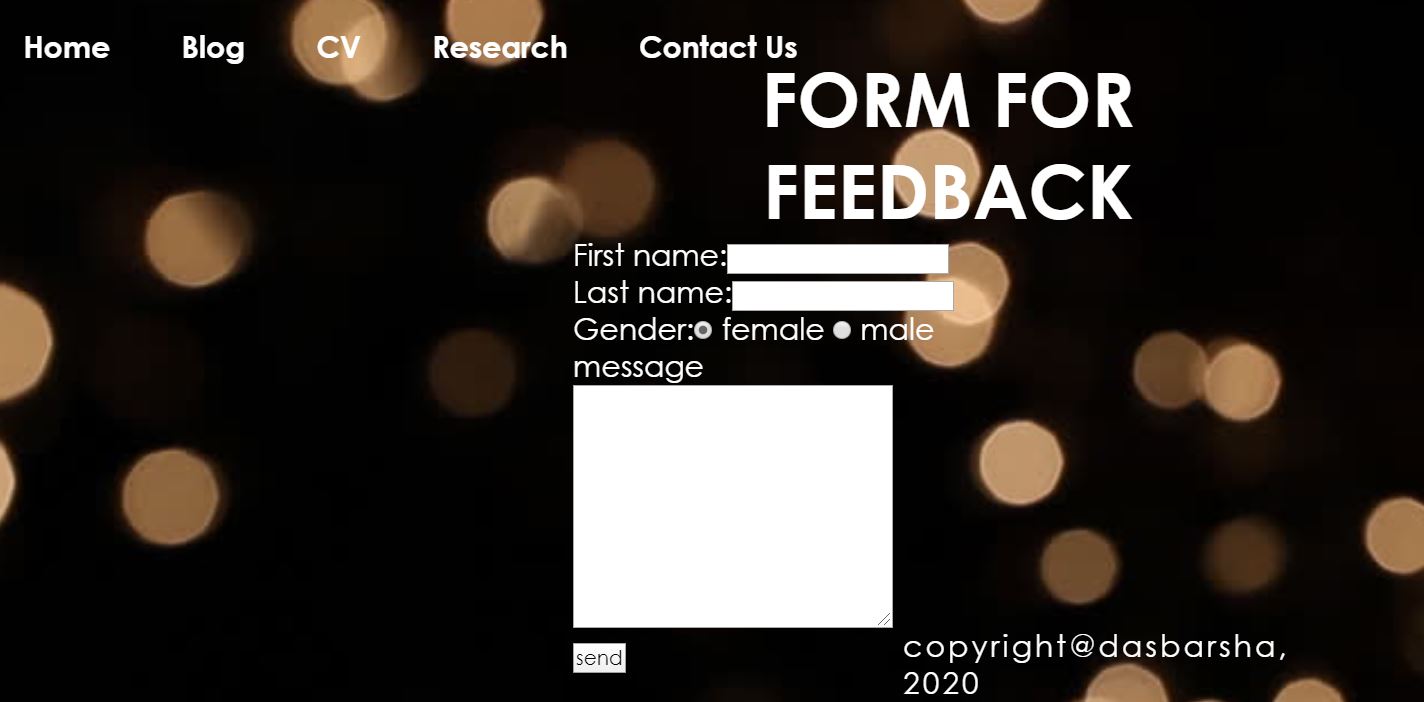 Home Blog CV Research Contact Us
FORM FOR
FEEDBACK
First name:
Last name:
Gender: female male
message
send
copyright@dasbarsha,
2020